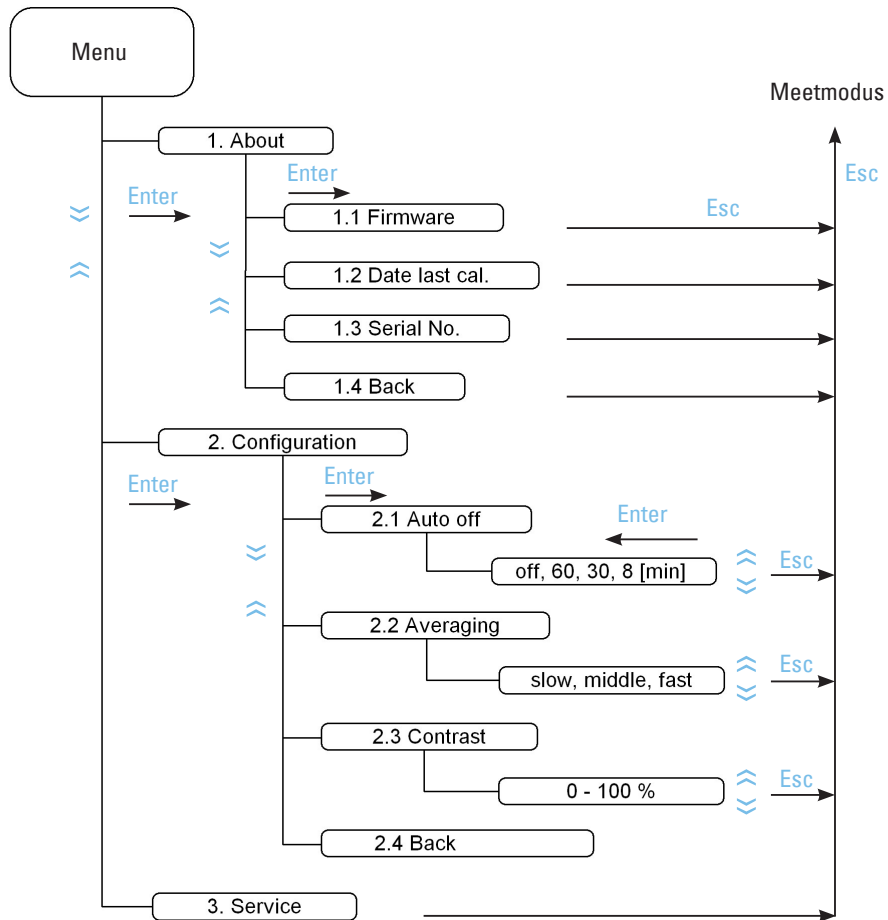 Menu
Meetmodus
1. About
Esc
Enter
Enter
1.1 Firmware
Esc
1.2 Date last cal.
1.3 Serial No.
1.4 Back
2. Configuration
Enter
Enter
2.1 Auto off
Enter
off, 60, 30, 8 [min]
Esc
2.2 Averaging
slow, middle, fast
Esc
2.3 Contrast
0 - 100 %
Esc
2.4 Back
3. Service